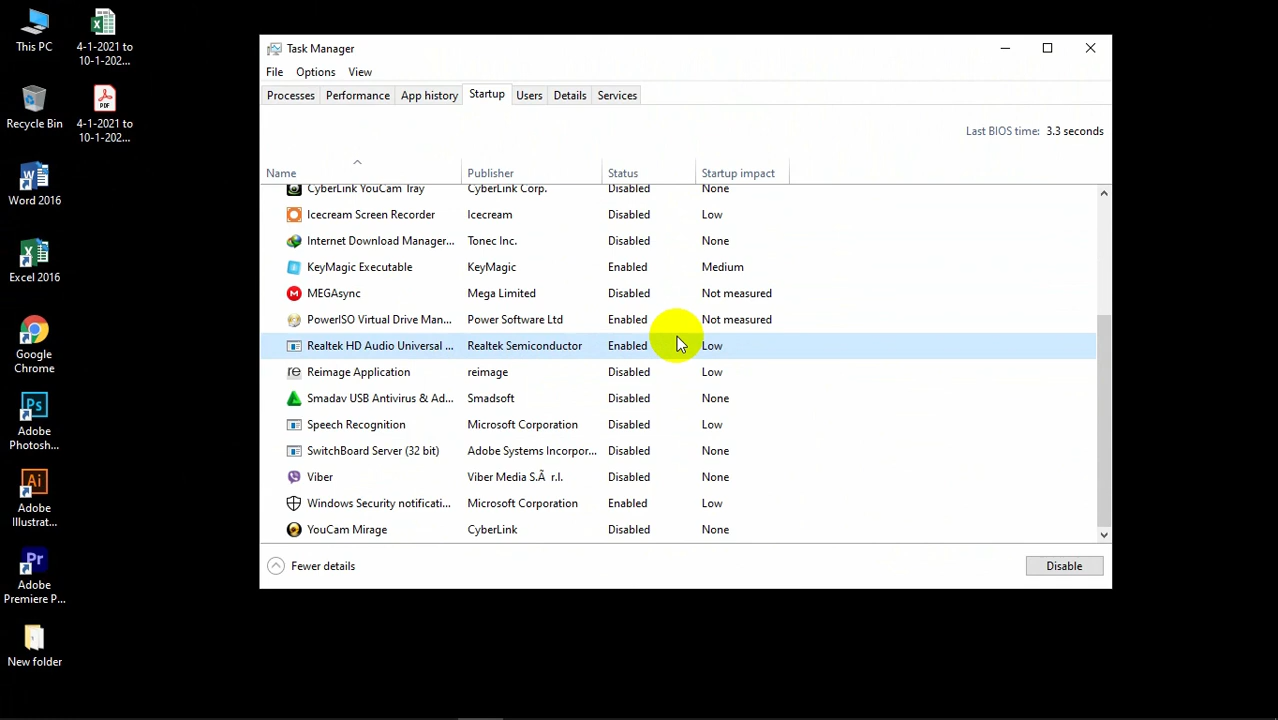 This PC
4-1-2021 to
10-1-202...
Recycle Bin
4-1-2021 to
10-1-202...
Word 2016
Excel 2016
Google
Chrome
Adobe
Photosh...
Adobe
Illustrat...
Adobe
Premiere P...
New folder
Task Manager
File Options View
Processes Performance App history Startup Users Details Services
Last BIOS time: 3.3 seconds
Name Publisher Status Startup impact
CyberLink YouCam Tray CyberLink Corp. Disabled None
Icecream Screen Recorder Icecream Disabled Low
Internet Download Manager... Tonec Inc. Disabled None
KeyMagic Executable KeyMagic Enabled Medium
MEGAsync Mega Limited Disabled Not measured
PowerISO Virtual Drive Man... Power Software Ltd Enabled Not measured
Realtek HD Audio Universal ... Realtek Semiconductor Enabled Low
Reimage Application reimage Disabled Low
Smadav USB Antivirus & Ad... Smadsoft Disabled None
Speech Recognition Microsoft Corporation Disabled Low
SwitchBoard Server (32 bit) Adobe Systems Incorpor... Disabled None
Viber Viber Media S.Ã r.l. Disabled None
Windows Security notificati... Microsoft Corporation Enabled Low
YouCam Mirage CyberLink Disabled None
Fewer details
Disable